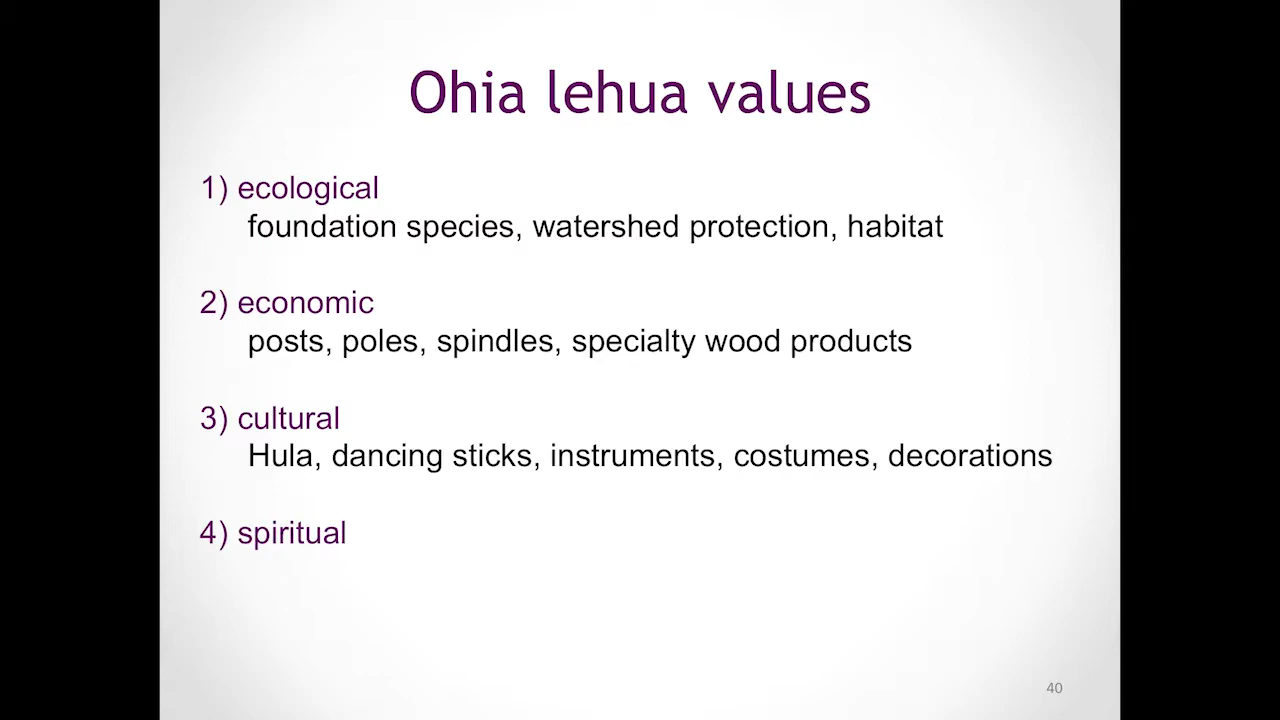 Ohia lehua values
1) ecological
foundation species, watershed protection, habitat
2) economic
posts, poles, spindles, specialty wood products
3) cultural
Hula, dancing sticks, instruments, costumes, decorations
4) spiritual
40